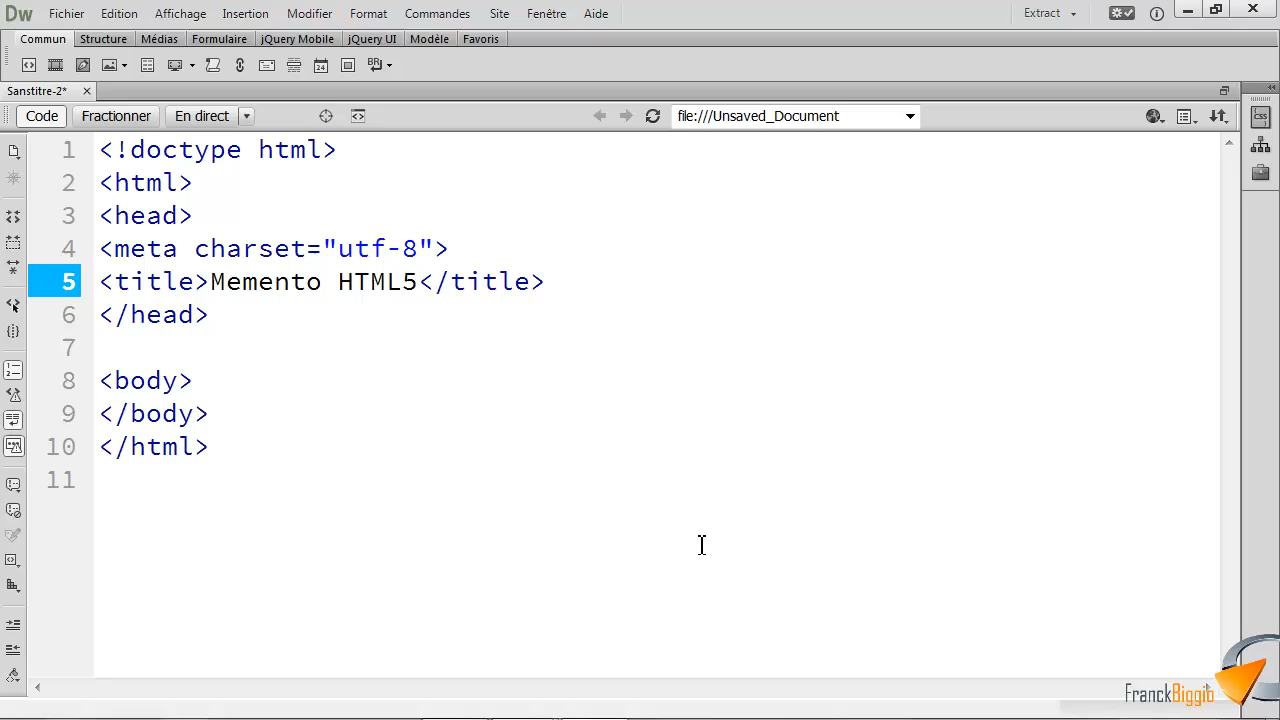 Dw Fichier Edition Affichage Insertion Modifier Format Commandes Site Fenêtre Aide Extract
Commun Structure Médias Formulaire jQuery Mobile jQuery UI Modèle Favoris
BR
24
Sanstitre-2*
Code Fractionner En direct file:///Unsaved_Document
CSS
1 <!doctype html>
2 <html>
3 <head>
4 <meta charset="utf-8">
5 <title>Memento HTML5</title>
6 </head>
7
8 <body>
9 </body>
10 </html>
11
FranckBiggio